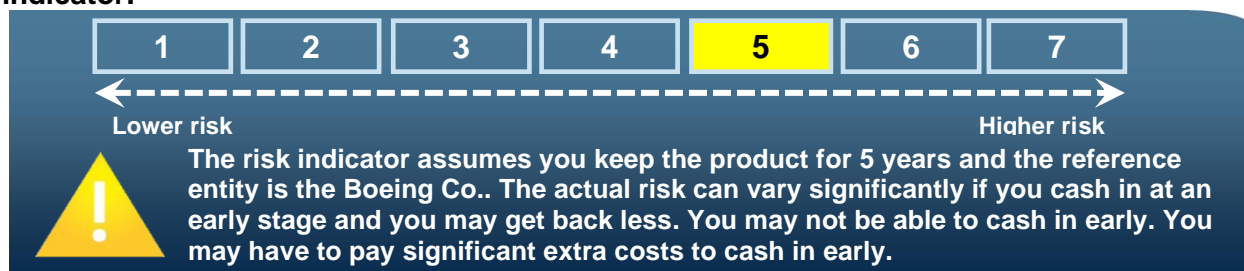 indicator:
1 2 3 4 5 6 7
Lower risk Higher risk
The risk indicator assumes you keep the product for 5 years and the reference
entity is the Boeing Co.. The actual risk can vary significantly if you cash in at an
early stage and you may get back less. You may not be able to cash in early. You
may have to pay significant extra costs to cash in early.